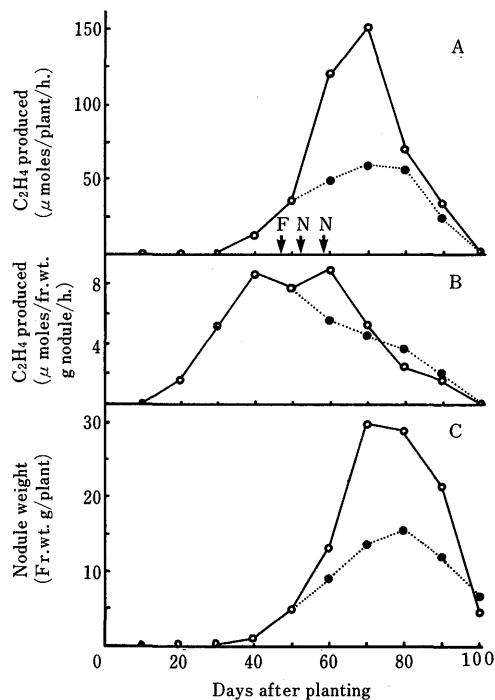 C2H4 produced
(μ moles/plant/h.)
150
100
50
A
F N N
C2H4 produced
(μ moles/fr.wt.
g nodule/h.)
8
4
B
Nodule weight
(Fr.wt. g/plant)
30
20
10
C
0 20 40 60 80 100
Days after planting